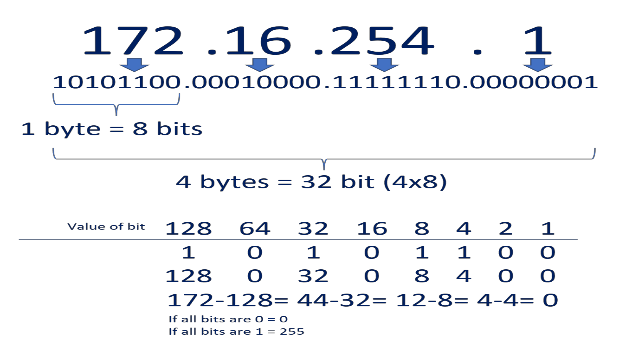 172 .16 .254 . 1
10101100.00010000.11111110.00000001
1 byte = 8 bits
4 bytes = 32 bit (4x8)
Value of bit 128 64 32 16 8 4 2 1
1 0 1 0 1 1 0 0
128 0 32 0 8 4 0 0
172-128= 44-32= 12-8= 4-4= 0
If all bits are 0 = 0
If all bits are 1 = 255